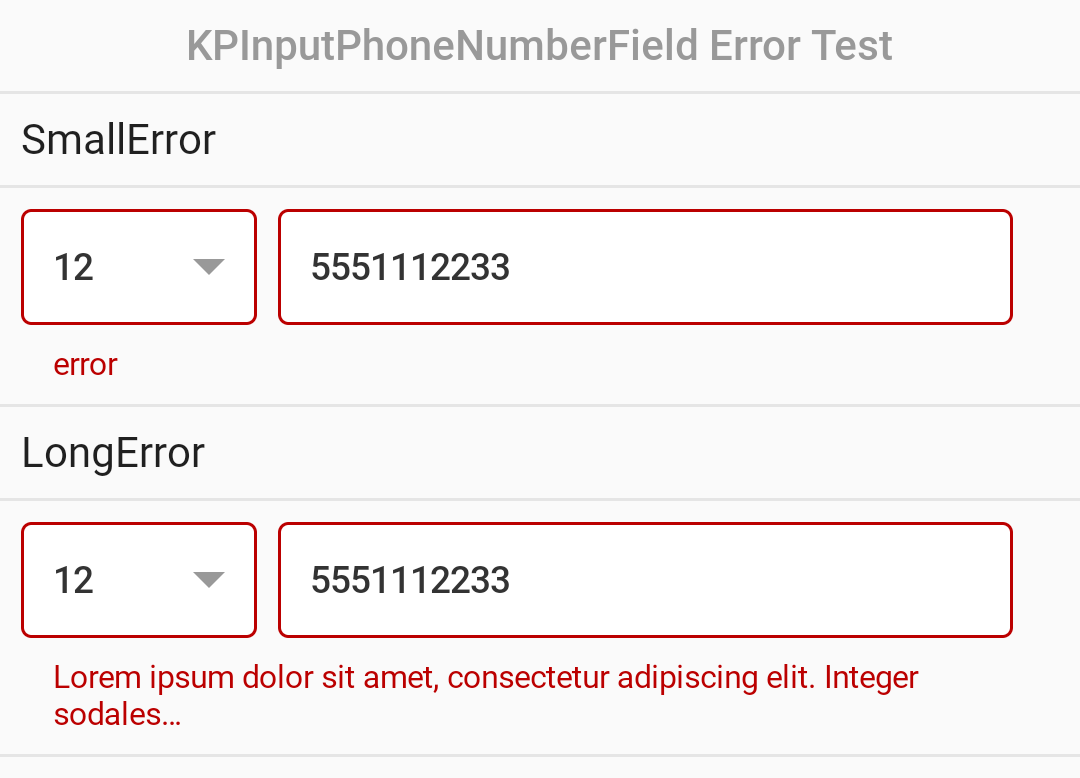 KPInputPhoneNumberField Error Test
SmallError
12 5551112233
error
LongError
12 5551112233
Lorem ipsum dolor sit amet, consectetur adipiscing elit. Integer
sodales...